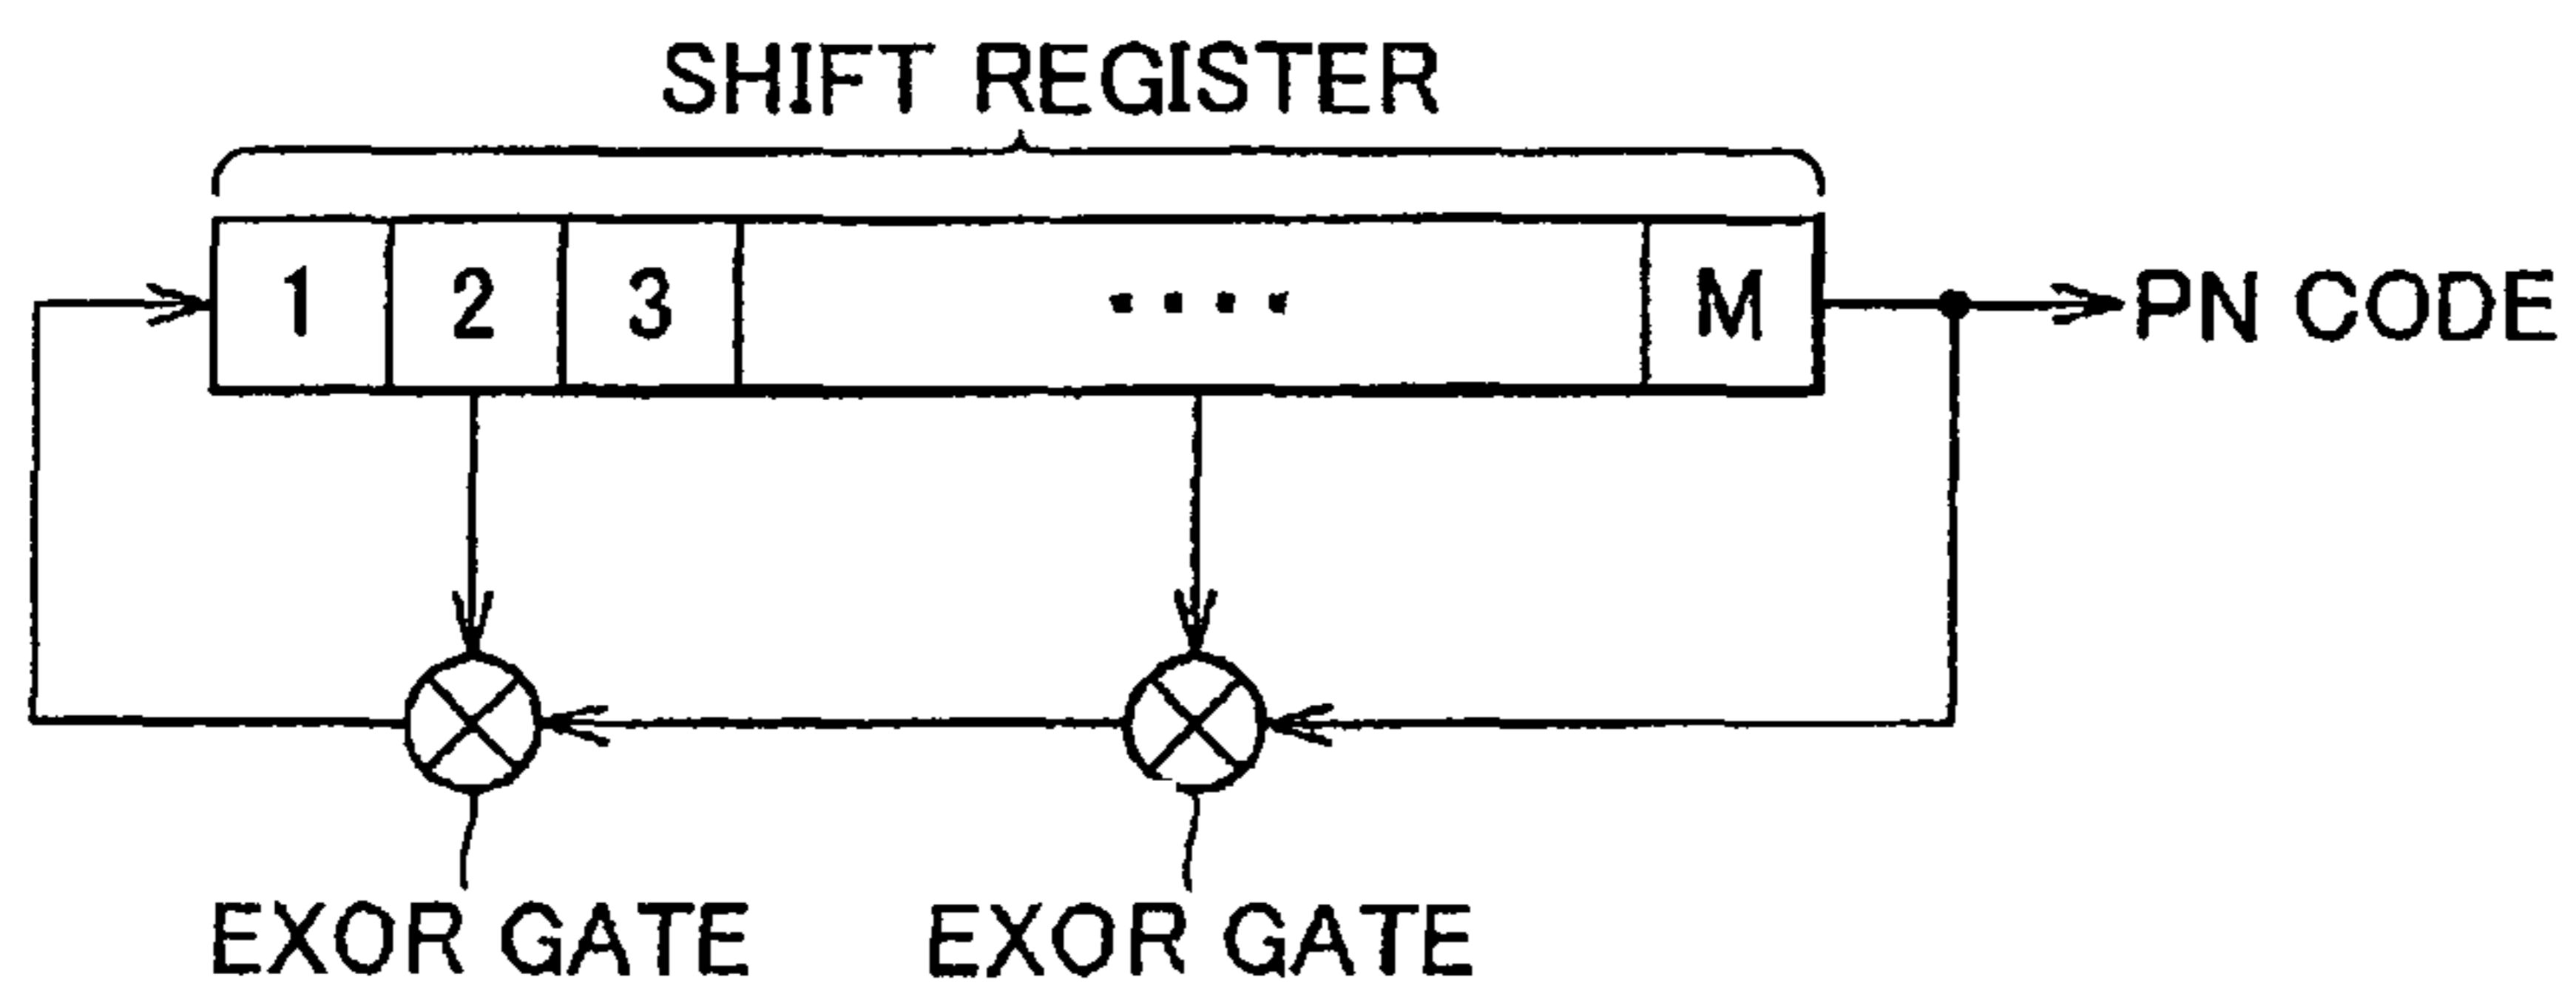 SHIFT REGISTER
1 2 3 ···· M PN CODE
EXOR GATE EXOR GATE